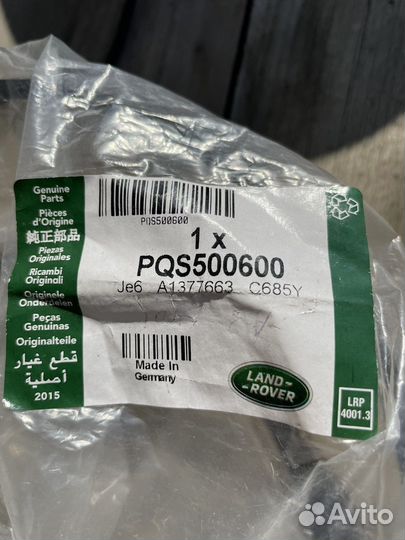 Genuine
Parts
Pièces
d'Origine
純正部品
Piezas
Originales
Ricambi
Originali
Originele
Onderdelen
Peças
Genuínas
Originalteile
قطع غيار
أصلية
2015
PQS500600
1 x
PQS500600
Je6 A1377663 C685Y
Made In
Germany
LAND-
-ROVER
LRP
4001.3
Avito